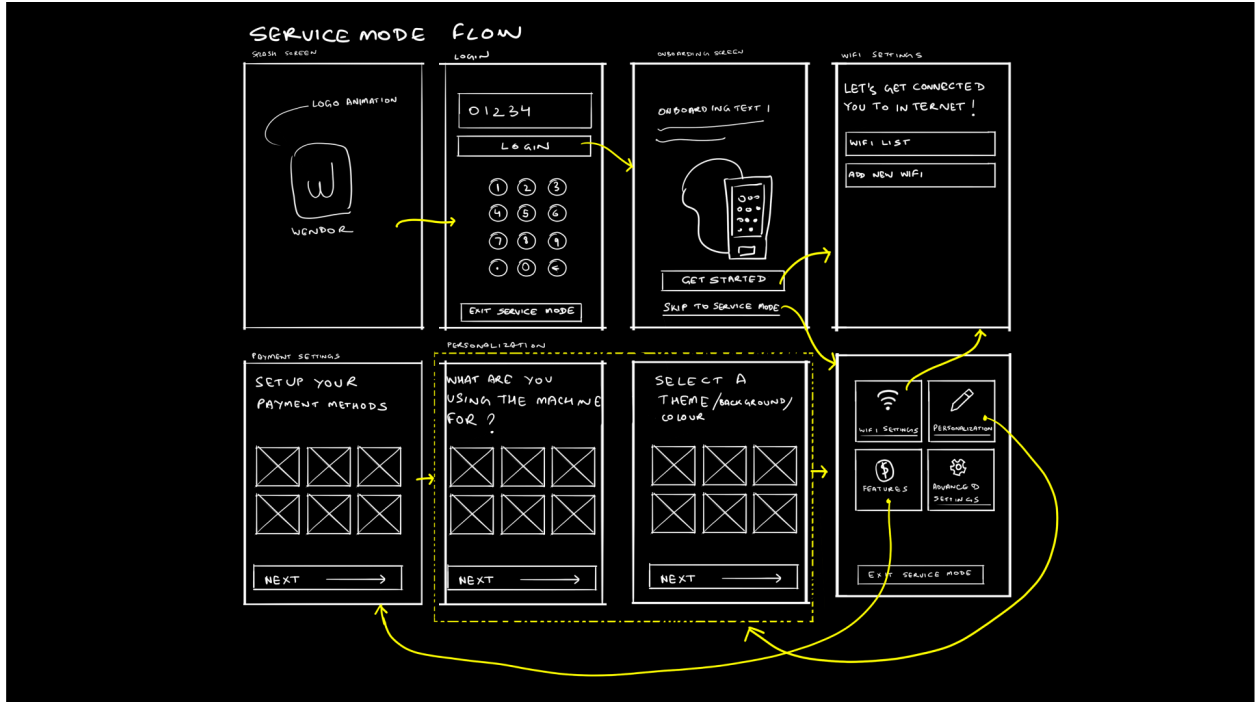 SERVICE MODE FLOW
SPLASH SCREEN
LOGO ANIMATION
W
WENDOR
LOGIN
01234
LOGIN
1 2 3
4 5 6
7 8 9
. 0 €
EXIT SERVICE MODE
ONBOARDING SCREEN
ONBOARDING TEXT 1
GET STARTED
SKIP TO SERVICE MODE
WIFI SETTINGS
LET'S GET CONNECTED
YOU TO INTERNET!
WIFI LIST
ADD NEW WIFI
PAYMENT SETTINGS
SETUP YOUR
PAYMENT METHODS
NEXT
PERSONALIZATION
WHAT ARE YOU
USING THE MACHINE
FOR ?
NEXT
SELECT A
THEME/BACKGROUND/
COLOUR
NEXT
WIFI SETTINGS
PERSONALIZATION
$
FEATURES
ADVANCED
SETTINGS
EXIT SERVICE MODE